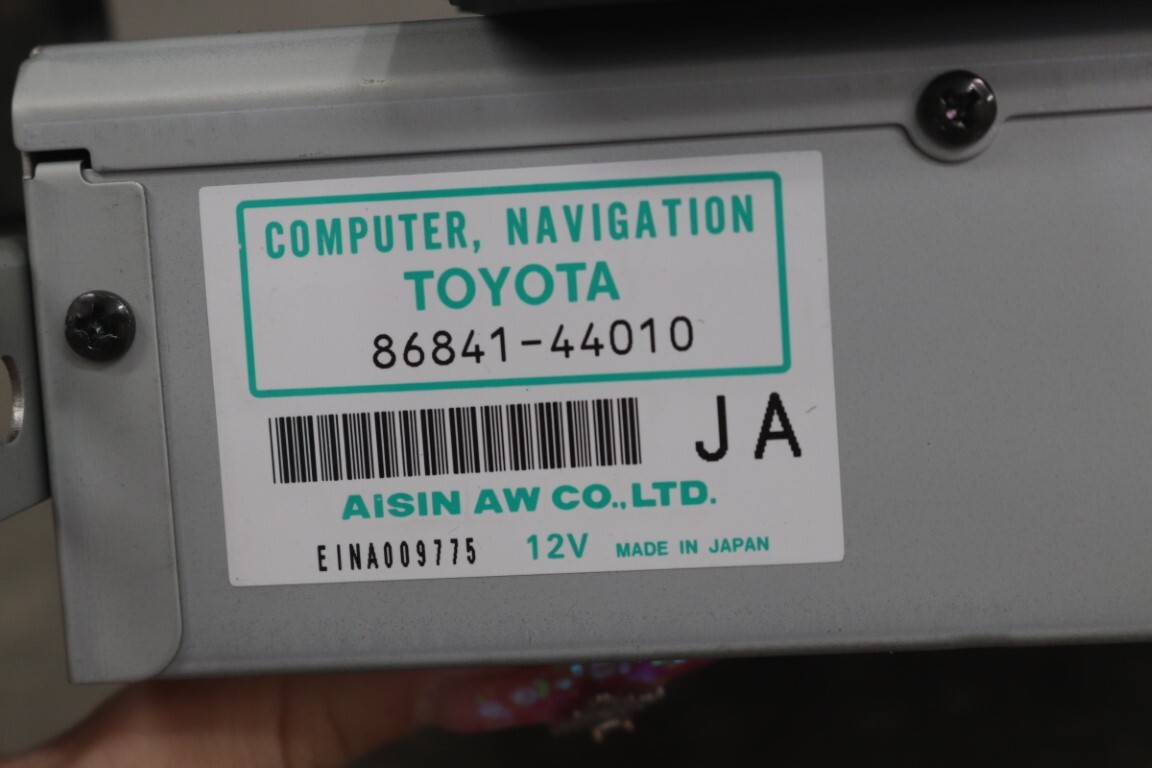 COMPUTER, NAVIGATION
TOYOTA
86841-44010
JA
AiSIN AW CO.,LTD.
EINA009775 12V MADE IN JAPAN